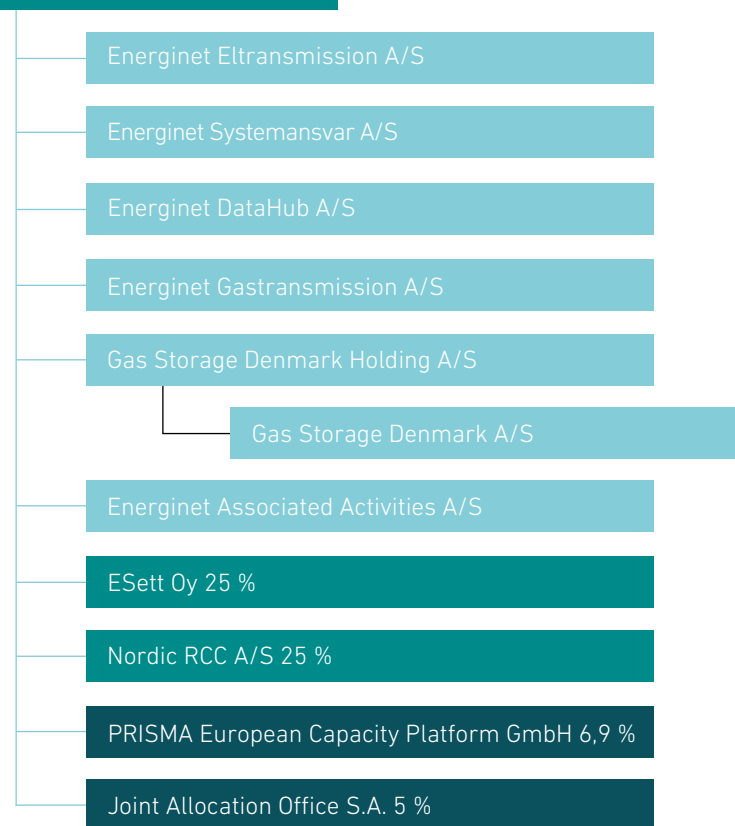 Energinet Eltransmission A/S
Energinet Systemansvar A/S
Energinet DataHub A/S
Energinet Gastransmission A/S
Gas Storage Denmark Holding A/S
Gas Storage Denmark A/S
Energinet Associated Activities A/S
ESett Oy 25 %
Nordic RCC A/S 25 %
PRISMA European Capacity Platform GmbH 6,9 %
Joint Allocation Office S.A. 5 %